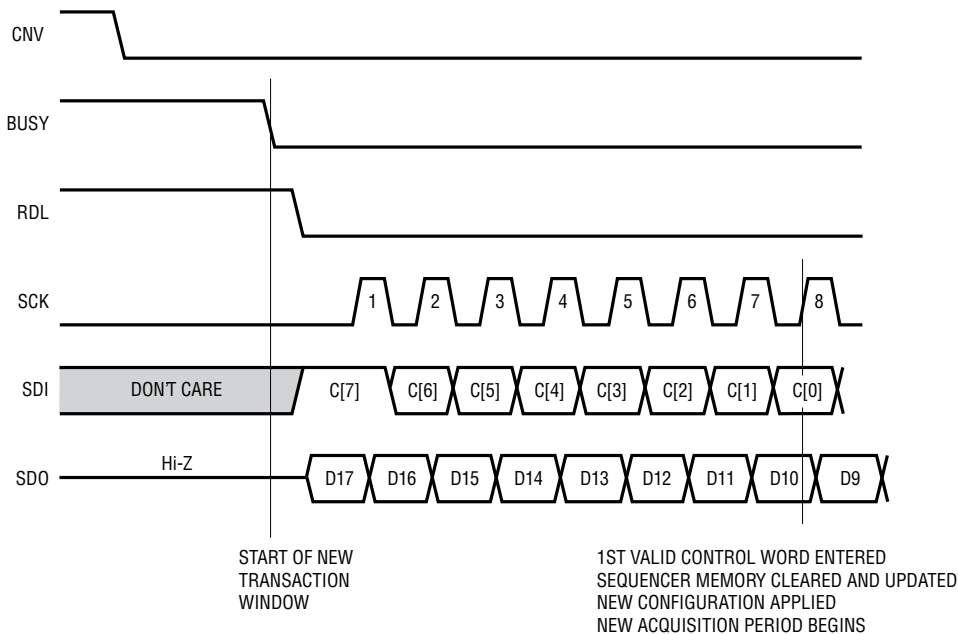 CNV
BUSY
RDL
SCK 1 2 3 4 5 6 7 8
SDI DON'T CARE C[7] C[6] C[5] C[4] C[3] C[2] C[1] C[0]
SDO Hi-Z D17 D16 D15 D14 D13 D12 D11 D10 D9
START OF NEW
TRANSACTION
WINDOW
1ST VALID CONTROL WORD ENTERED
SEQUENCER MEMORY CLEARED AND UPDATED
NEW CONFIGURATION APPLIED
NEW ACQUISITION PERIOD BEGINS